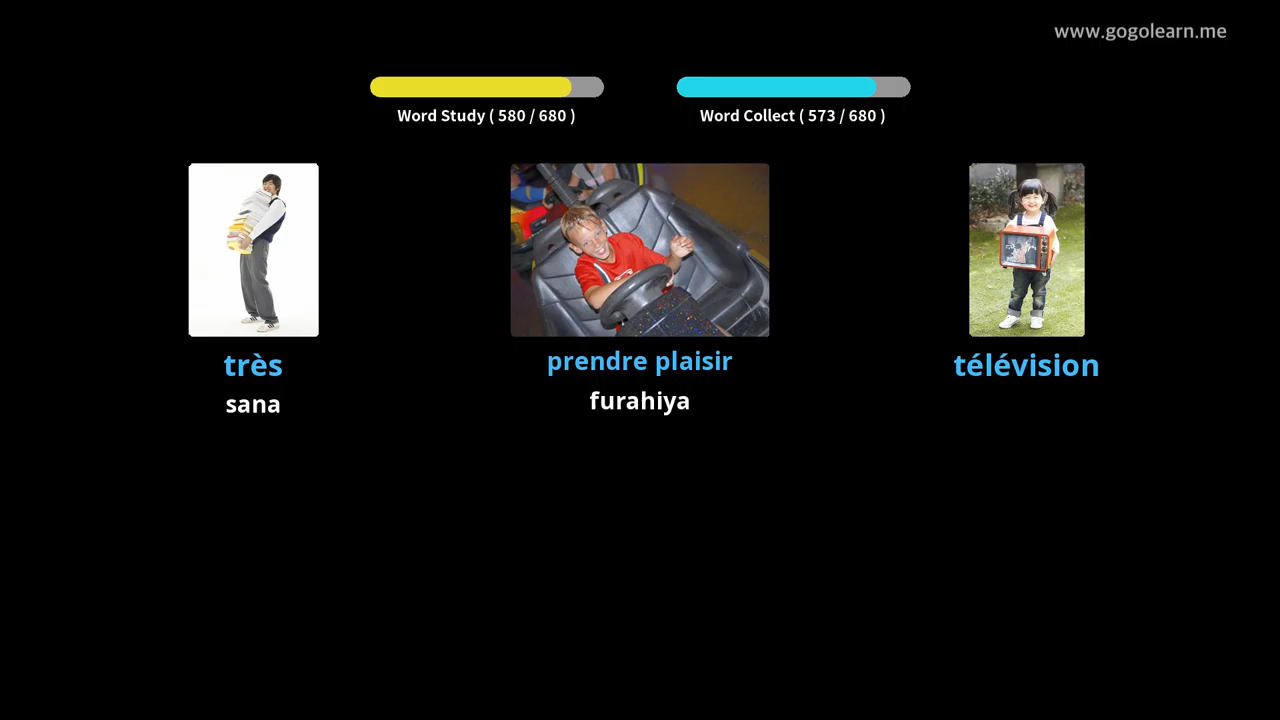 www.gogolearn.me
Word Study ( 580 / 680 )
Word Collect ( 573 / 680 )
très
sana
prendre plaisir
furahiya
télévision